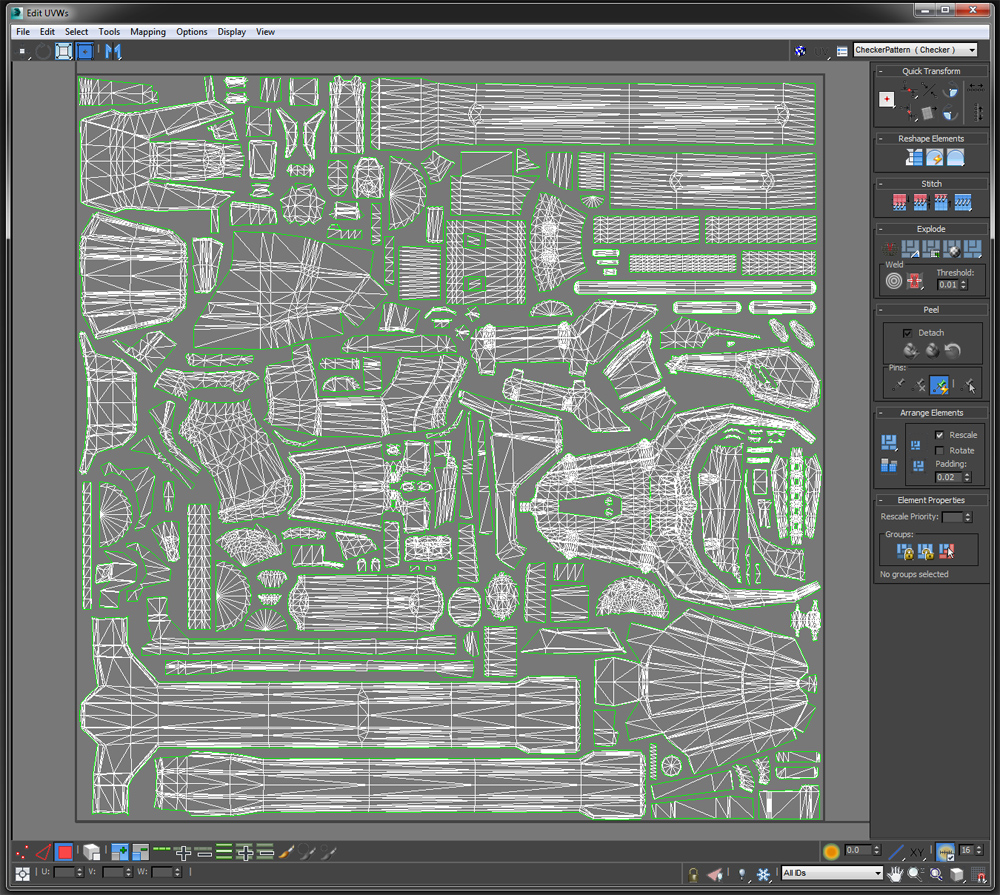 Edit UVWs
File Edit Select Tools Mapping Options Display View
CheckerPattern ( Checker )
Quick Transform
Reshape Elements
Stitch
Explode
Weld
Threshold:
0.01
Peel
Detach
Pins:
Arrange Elements
Rescale
Rotate
Padding:
0.02
Element Properties
Rescale Priority:
Groups:
No groups selected
0.0 XY 16
U: V: W: All IDs